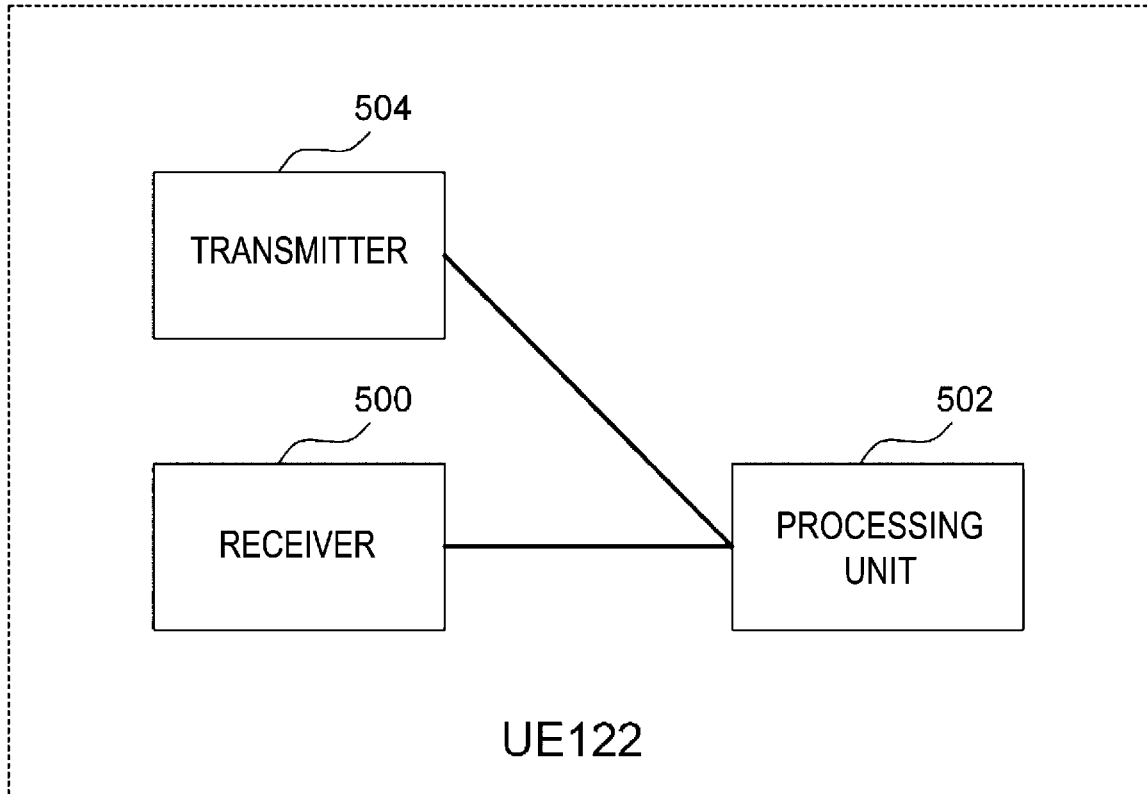 504
TRANSMITTER
500
RECEIVER
502
PROCESSING
UNIT
UE122